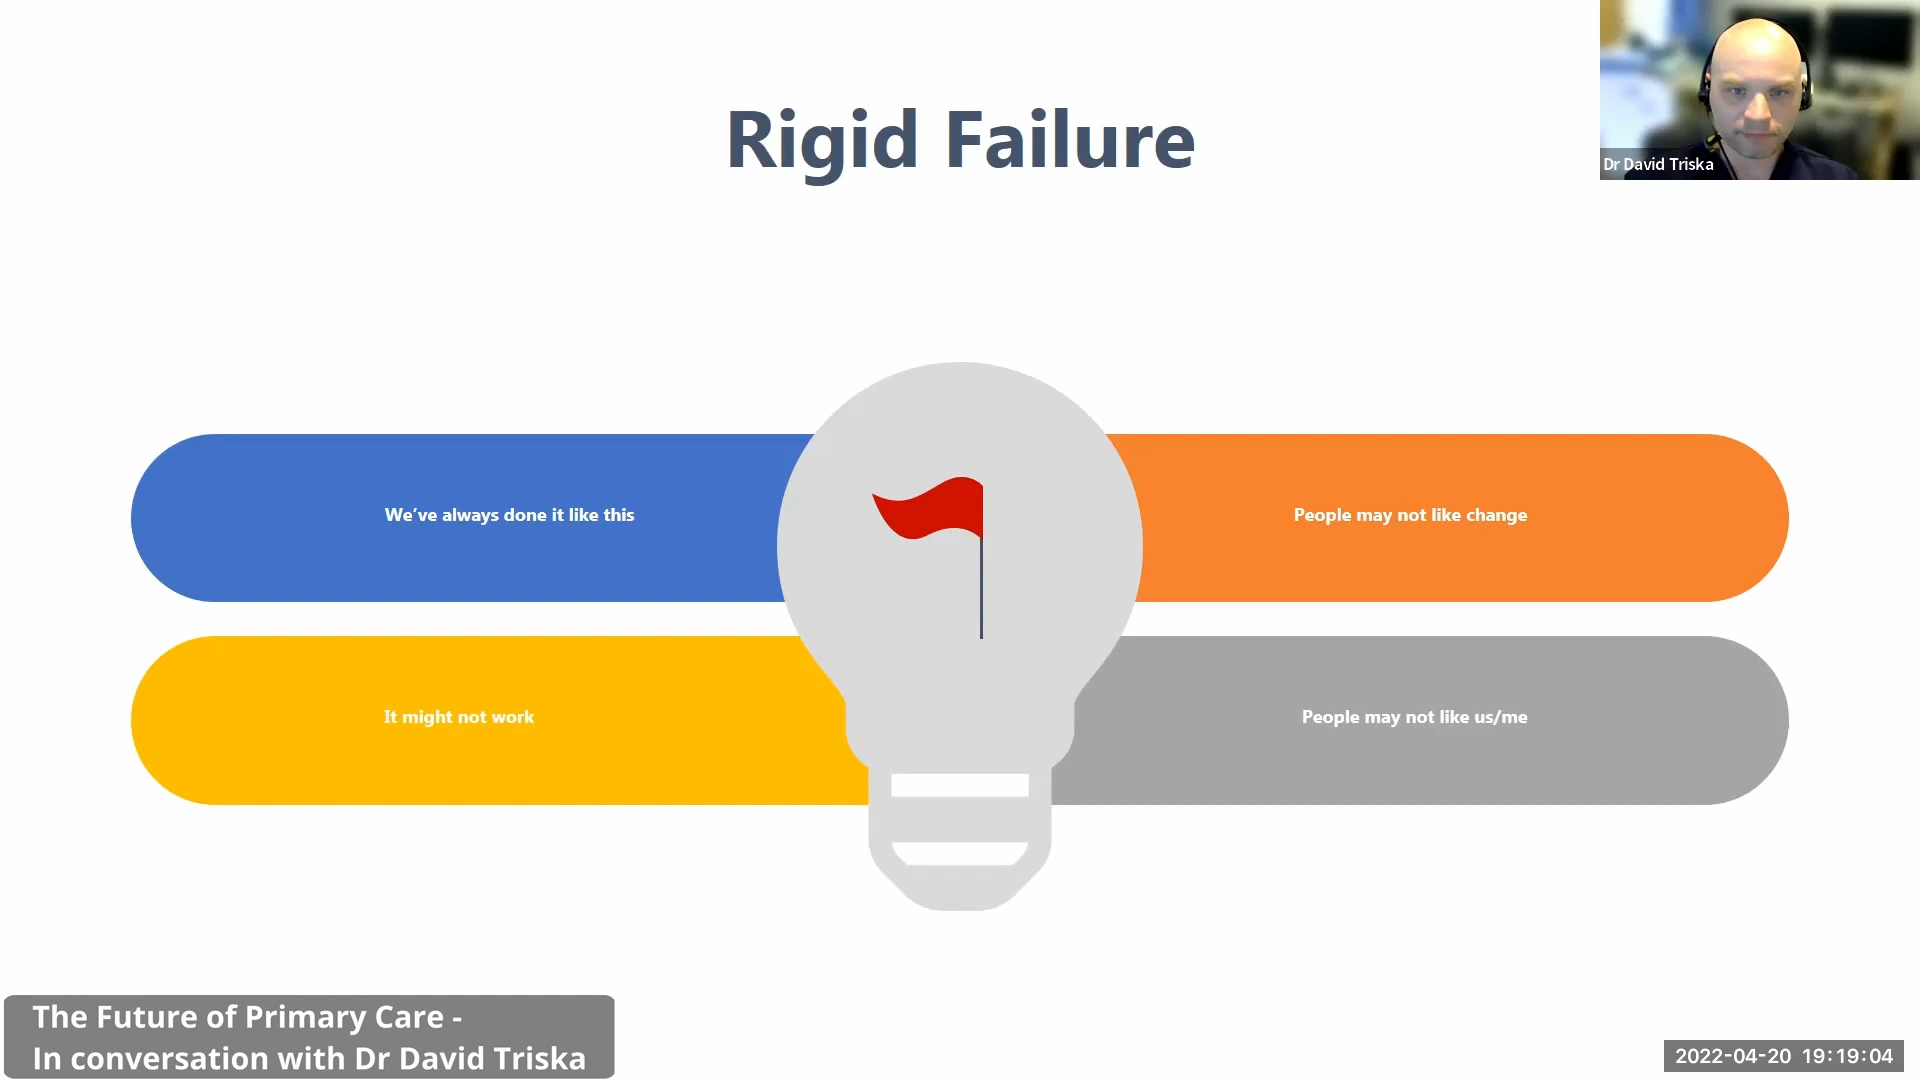 Rigid Failure
Dr David Triska
We’ve always done it like this
People may not like change
It might not work
People may not like us/me
The Future of Primary Care -
In conversation with Dr David Triska
2022-04-20 19:19:04